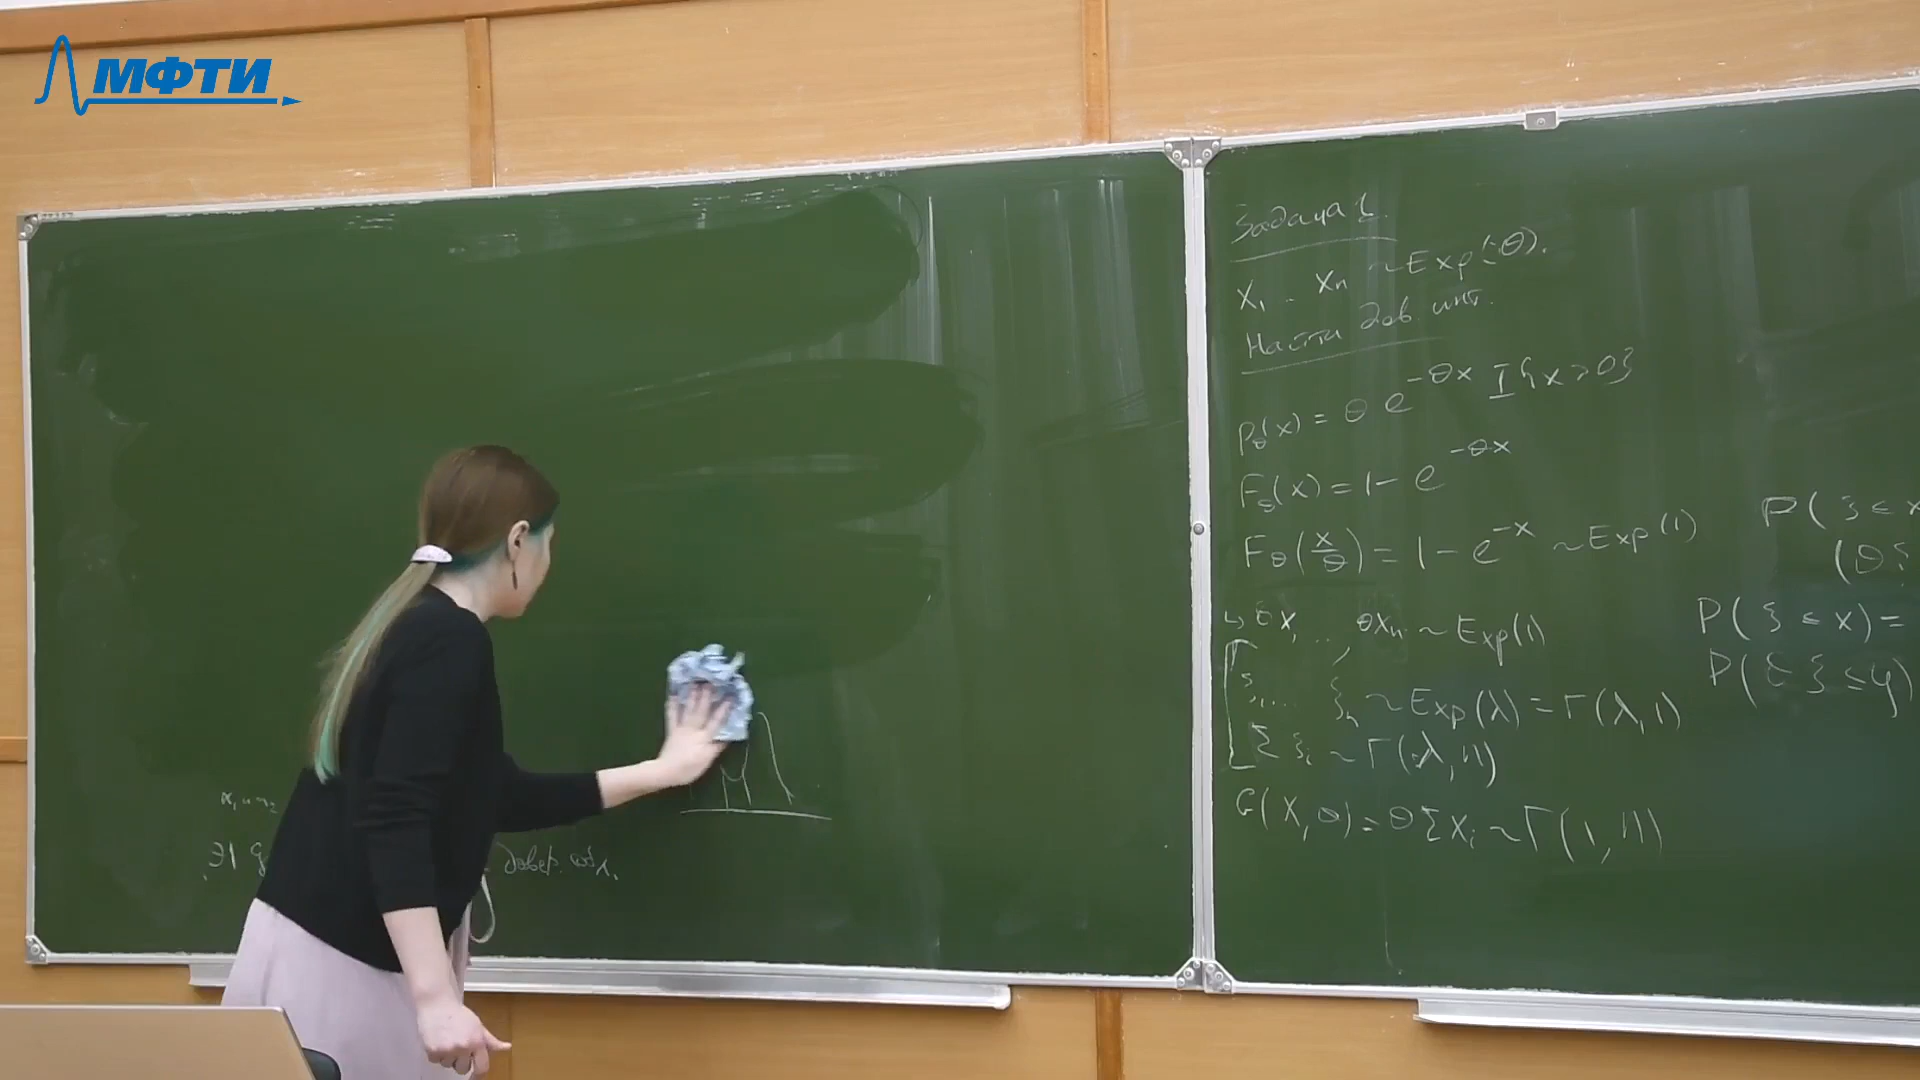 МФТИ
Задача 1.
X₁ .. Xₙ ~ Exp(θ).
Найти дов. инт.
p_θ(x) = θ e^{-θx} I{x>0}
F_θ(x) = 1 - e^{-θx}
F_θ(x/θ) = 1 - e^{-x} ~ Exp(1)
↳ θX₁, .., θXₙ ~ Exp(1)
ξ₁, ... ξₙ ~ Exp(λ) = Γ(λ,1)
Σ ξᵢ ~ Γ(λ, n)
G(X, θ) = θ Σ Xᵢ ~ Γ(1, n)
P(ξ ≤ x
(θξ
P(ξ ≤ x) =
P(ξ ≤ y)
довер. обл.